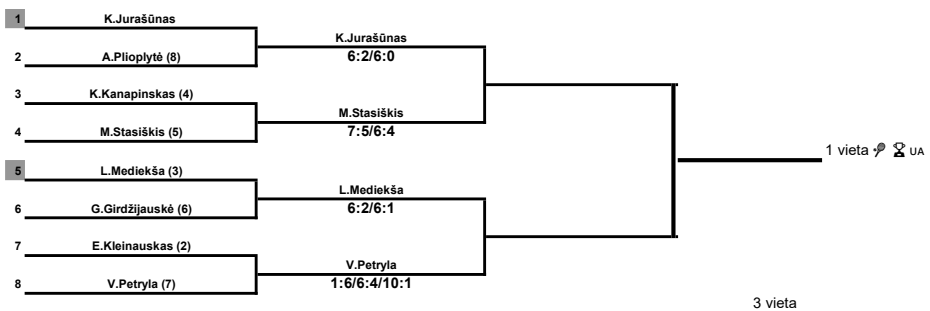 1 K.Jurašūnas
K.Jurašūnas
2 A.Plioplytė (8)
6:2/6:0
3 K.Kanapinskas (4)
M.Stasiškis
4 M.Stasiškis (5)
7:5/6:4
1 vieta 🏆 UA
5 L.Mediekša (3)
L.Mediekša
6 G.Girdžijauskė (6)
6:2/6:1
7 E.Kleinauskas (2)
V.Petryla
8 V.Petryla (7)
1:6/6:4/10:1
3 vieta